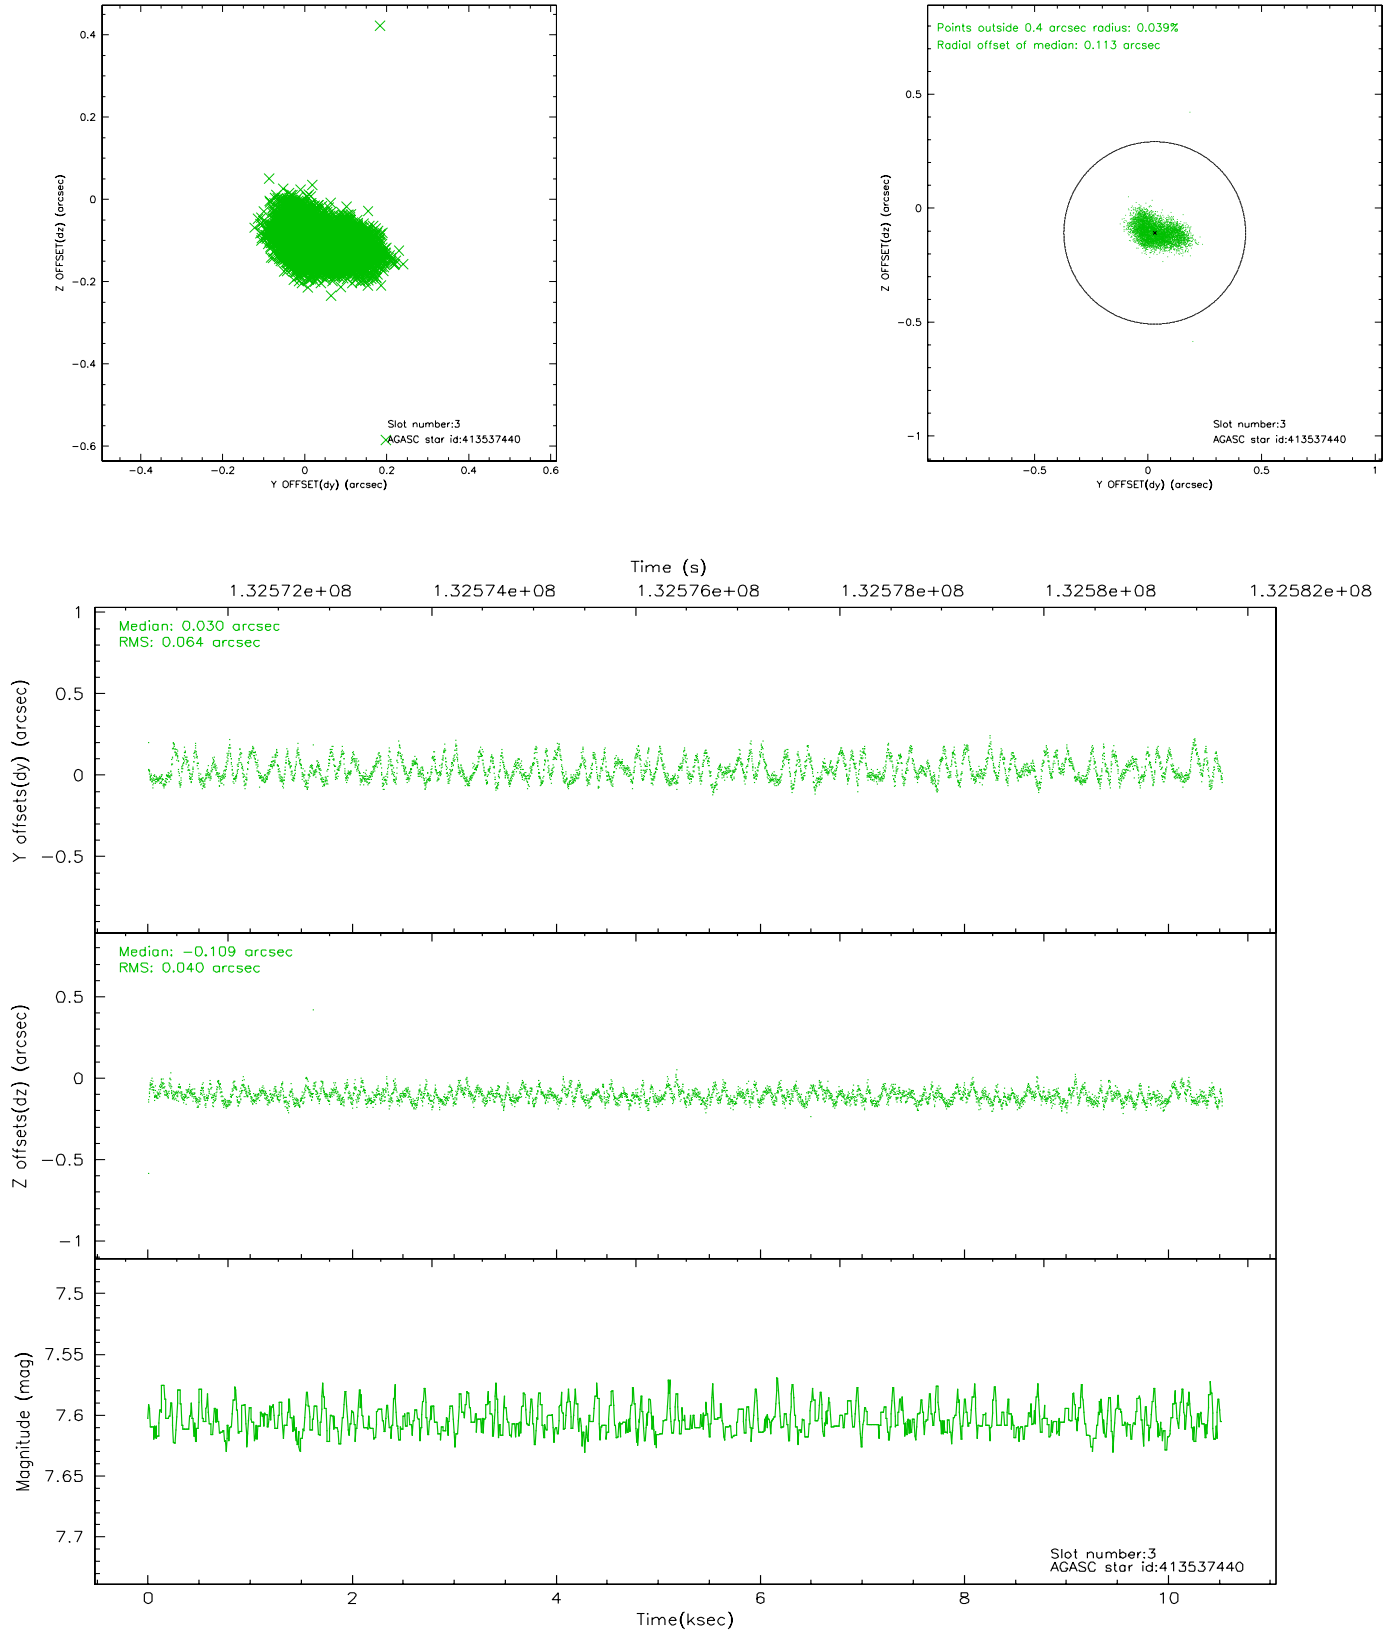 0.4
0.2
0
−0.2
−0.4
−0.6
Z OFFSET(dz) (arcsec)
Slot number:3
AGASC star id:413537440
−0.4
−0.2
0
0.2
0.4
0.6
Y OFFSET(dy) (arcsec)
Points outside 0.4 arcsec radius: 0.039%
Radial offset of median: 0.113 arcsec
0.5
0
−0.5
−1
Z OFFSET(dz) (arcsec)
Slot number:3
AGASC star id:413537440
−0.5
0
0.5
1
Y OFFSET(dy) (arcsec)
Time (s)
1.32572e+08
1.32574e+08
1.32576e+08
1.32578e+08
1.3258e+08
1.32582e+08
Median: 0.030 arcsec
RMS: 0.064 arcsec
1
0.5
0
−0.5
Y offsets(dy) (arcsec)
Median: −0.109 arcsec
RMS: 0.040 arcsec
0.5
0
−0.5
−1
Z offsets(dz) (arcsec)
7.5
7.55
7.6
7.65
7.7
Magnitude (mag)
Slot number:3
AGASC star id:413537440
0
2
4
6
8
10
Time(ksec)